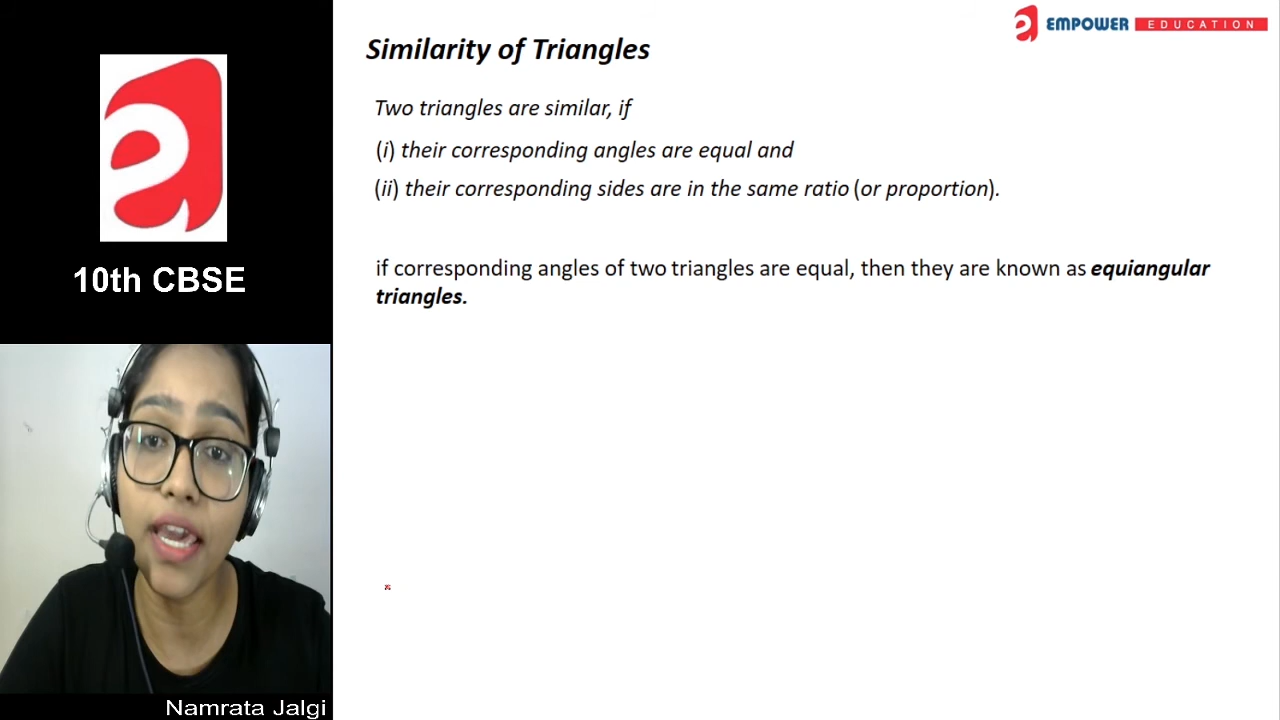 EMPOWER EDUCATION
Similarity of Triangles
Two triangles are similar, if
(i) their corresponding angles are equal and
(ii) their corresponding sides are in the same ratio (or proportion).
if corresponding angles of two triangles are equal, then they are known as equiangular
triangles.
10th CBSE
Namrata Jalgi